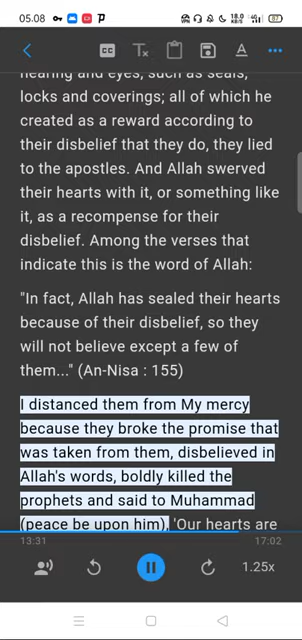 05.08
18.0
KB/S
4G+
87
CC
A
hearing and eyes, such as seals,
locks and coverings; all of which he
created as a reward according to
their disbelief that they do, they lied
to the apostles. And Allah swerved
their hearts with it, or something like
it, as a recompense for their
disbelief. Among the verses that
indicate this is the word of Allah:
"In fact, Allah has sealed their hearts
because of their disbelief, so they
will not believe except a few of
them..." (An-Nisa : 155)
I distanced them from My mercy
because they broke the promise that
was taken from them, disbelieved in
Allah's words, boldly killed the
prophets and said to Muhammad
(peace be upon him), 'Our hearts are
13:31
17:02
1.25x